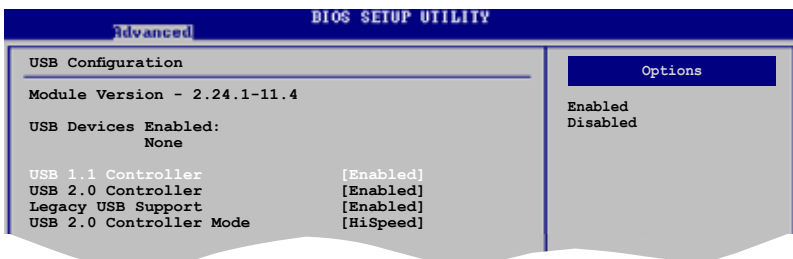 BIOS SETUP UTILITY
Advanced
USB Configuration
Module Version - 2.24.1-11.4
USB Devices Enabled:
None
USB 1.1 Controller [Enabled]
USB 2.0 Controller [Enabled]
Legacy USB Support [Enabled]
USB 2.0 Controller Mode [HiSpeed]
Options
Enabled
Disabled